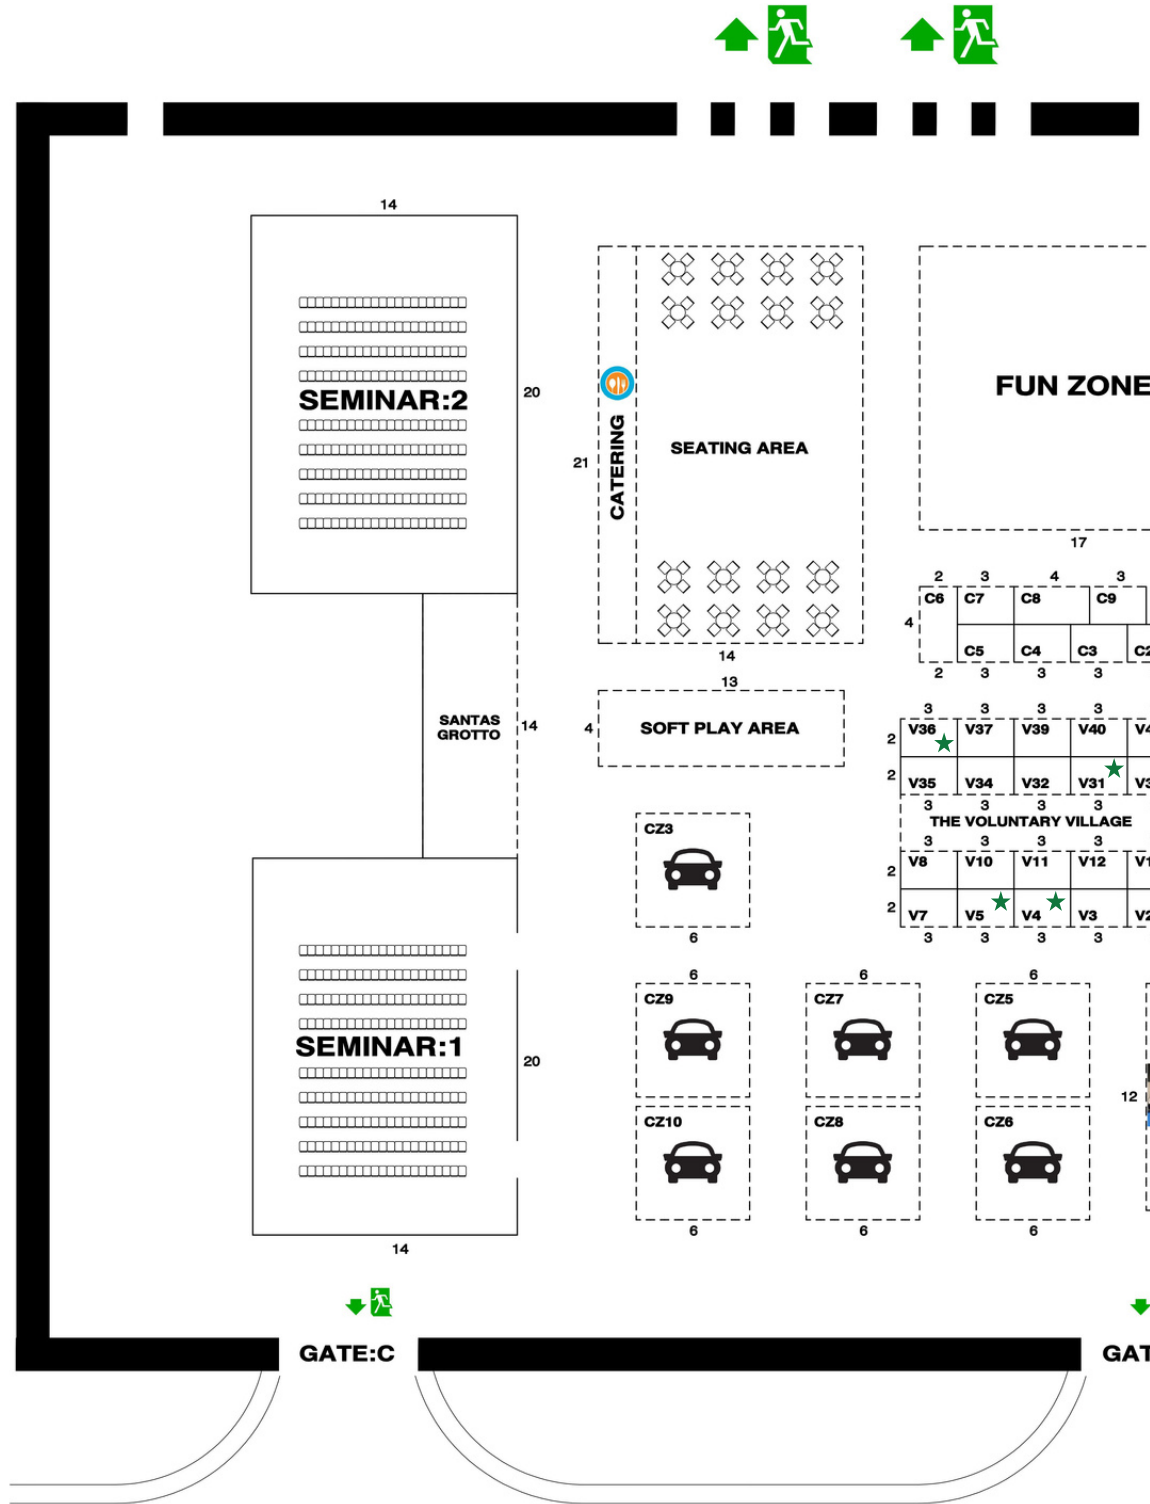 14
SEMINAR:2
20
21
CATERING
SEATING AREA
14
FUN ZONE
17
2 3 4 3
C6 C7 C8 C9
4
C5 C4 C3
2 3 3 3
SANTAS
GROTTO
14
13
4
SOFT PLAY AREA
3 3 3 3
2
V36 V37 V39 V40
2
V35 V34 V32 V31
3 3 3 3
THE VOLUNTARY VILLAGE
3 3 3 3
2
V8 V10 V11 V12
2
V7 V5 V4 V3
3 3 3 3
CZ3
6
6 6 6
CZ9 CZ7 CZ5
SEMINAR:1
20
12
CZ10 CZ8 CZ6
6 6 6
14
GATE:C